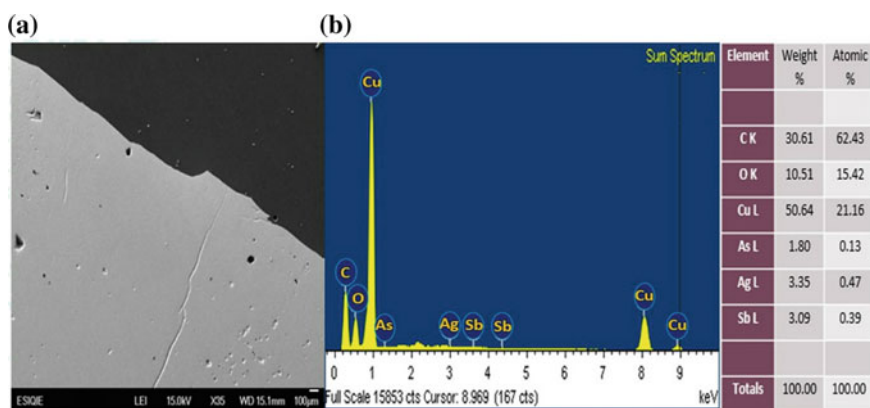 (a)
(b)
ESIQIE LEI 15.0kV X35 WD 15.1mm 100µm
Sum Spectrum
Cu
C
O
As
Ag
Sb
Sb
Cu
Cu
0 1 2 3 4 5 6 7 8 9
Full Scale 15853 cts Cursor: 8.969 (167 cts) keV
Element Weight % Atomic %
C K 30.61 62.43
O K 10.51 15.42
Cu L 50.64 21.16
As L 1.80 0.13
Ag L 3.35 0.47
Sb L 3.09 0.39
Totals 100.00 100.00